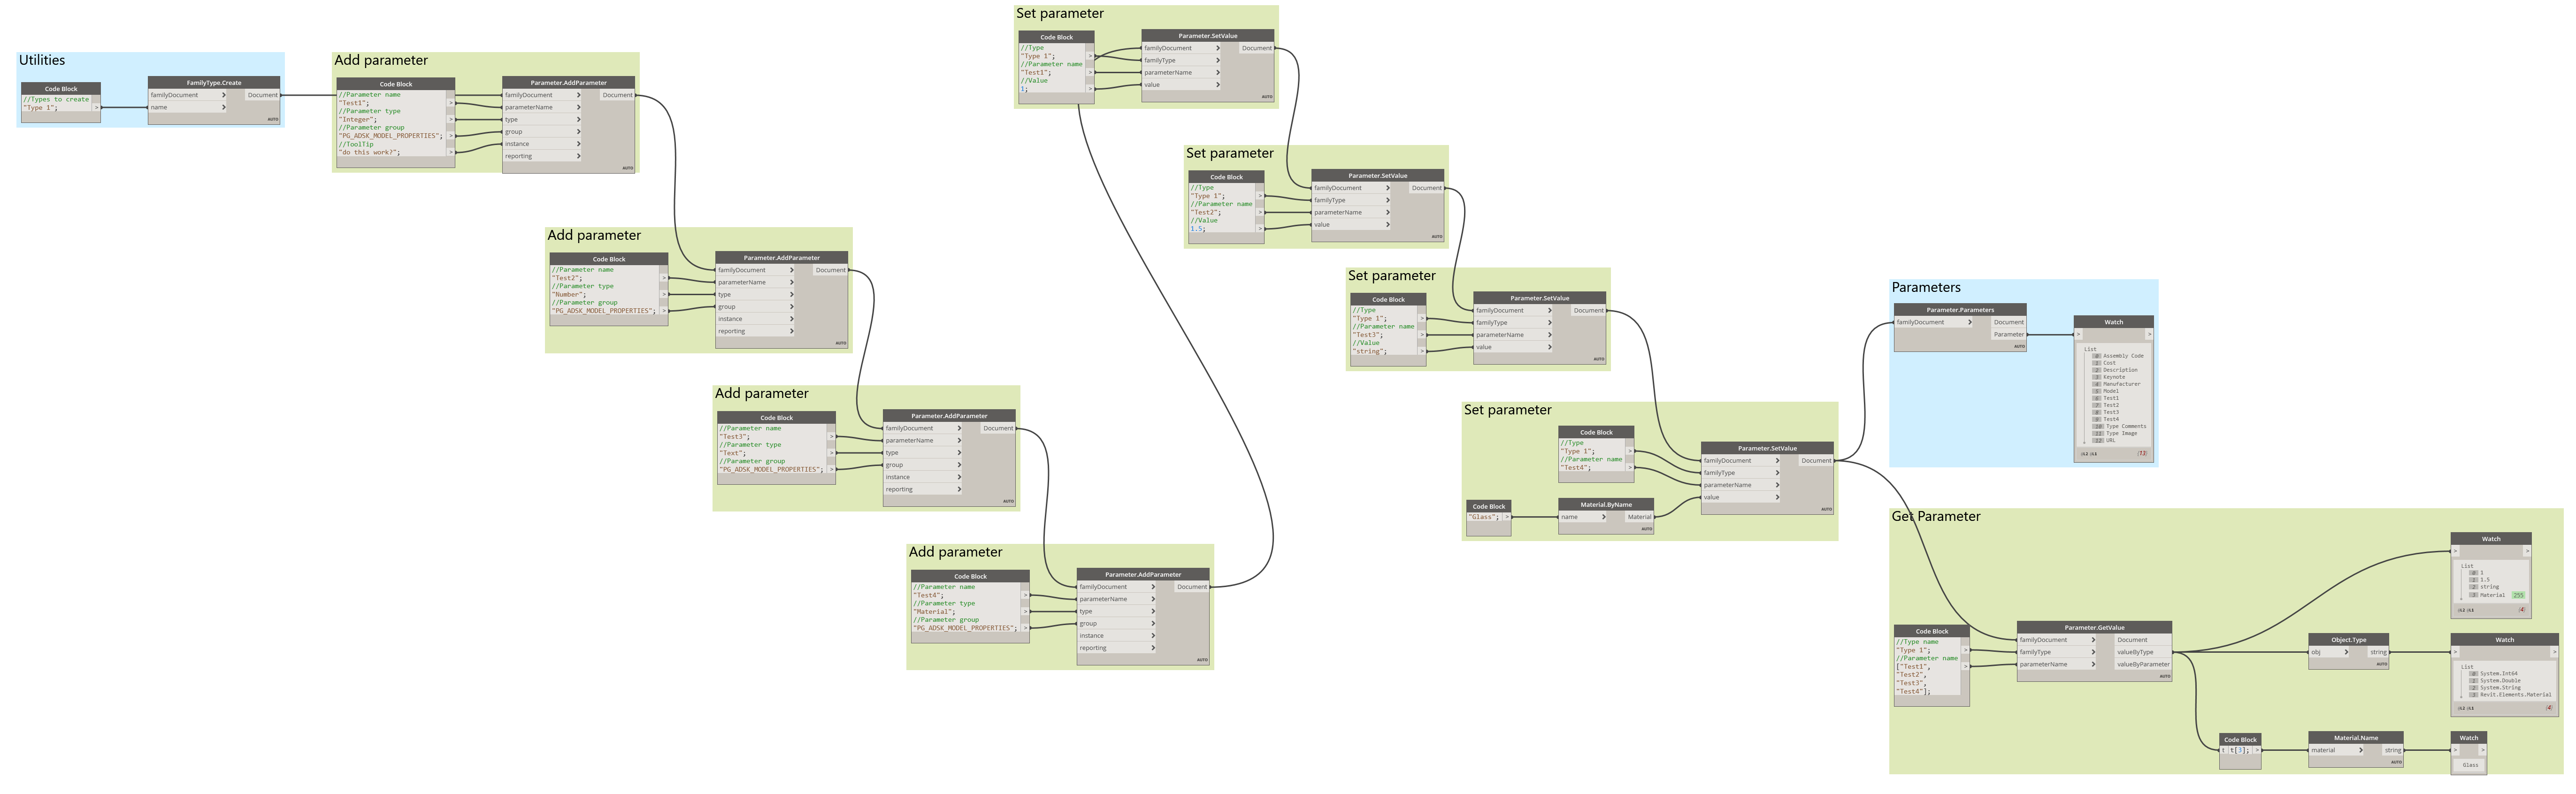 Utilities
Code Block
//Types to create
"Type 1";
>
FamilyType.Create
familyDocument >
Document
name >
AUTO
Add parameter
Code Block
//Parameter name
"Test1";
>
//Parameter type
"Integer";
>
//Parameter group
"PG_ADSK_MODEL_PROPERTIES";
>
//ToolTip
"do this work?";
>
Parameter.AddParameter
familyDocument >
Document
parameterName >
type >
group >
instance >
reporting >
AUTO
Add parameter
Code Block
//Parameter name
"Test2";
>
//Parameter type
"Number";
>
//Parameter group
"PG_ADSK_MODEL_PROPERTIES";
>
Parameter.AddParameter
familyDocument >
Document
parameterName >
type >
group >
instance >
reporting >
AUTO
Add parameter
Code Block
//Parameter name
"Test3";
>
//Parameter type
"Text";
>
//Parameter group
"PG_ADSK_MODEL_PROPERTIES";
>
Parameter.AddParameter
familyDocument >
Document
parameterName >
type >
group >
instance >
reporting >
AUTO
Add parameter
Code Block
//Parameter name
"Test4";
>
//Parameter type
"Material";
>
//Parameter group
"PG_ADSK_MODEL_PROPERTIES";
>
Parameter.AddParameter
familyDocument >
Document
parameterName >
type >
group >
instance >
reporting >
AUTO
Set parameter
Code Block
//Type
"Type 1";
>
//Parameter name
"Test1";
>
//Value
1;
>
Parameter.SetValue
familyDocument >
Document
familyType >
parameterName >
value >
AUTO
Set parameter
Code Block
//Type
"Type 1";
>
//Parameter name
"Test2";
>
//Value
1.5;
>
Parameter.SetValue
familyDocument >
Document
familyType >
parameterName >
value >
AUTO
Set parameter
Code Block
//Type
"Type 1";
>
//Parameter name
"Test3";
>
//Value
"string";
>
Parameter.SetValue
familyDocument >
Document
familyType >
parameterName >
value >
AUTO
Set parameter
Code Block
//Type
"Type 1";
>
//Parameter name
"Test4";
>
Code Block
"Glass";
>
Material.ByName
name >
Material
AUTO
Parameter.SetValue
familyDocument >
Document
familyType >
parameterName >
value >
AUTO
Parameters
Parameter.Parameters
familyDocument >
Document
Parameter
AUTO
Watch
> >
List
0 Assembly Code
1 Cost
2 Description
3 Keynote
4 Manufacturer
5 Model
6 Test1
7 Test2
8 Test3
9 Test4
10 Type Comments
11 Type Image
12 URL
@L2 @L1
{13}
Get Parameter
Code Block
//Type name
"Type 1";
>
//Parameter name
["Test1",
>
"Test2",
"Test3",
"Test4"];
Parameter.GetValue
familyDocument >
Document
familyType >
valueByType
parameterName >
valueByParameter
AUTO
Watch
> >
List
0 1
1 1.5
2 string
3 Material 255
@L2 @L1
{4}
Object.Type
obj >
string
AUTO
Watch
> >
List
0 System.Int64
1 System.Double
2 System.String
3 Revit.Elements.Material
@L2 @L1
{4}
Code Block
t t[3]; >
Material.Name
material >
string
AUTO
Watch
> >
Glass